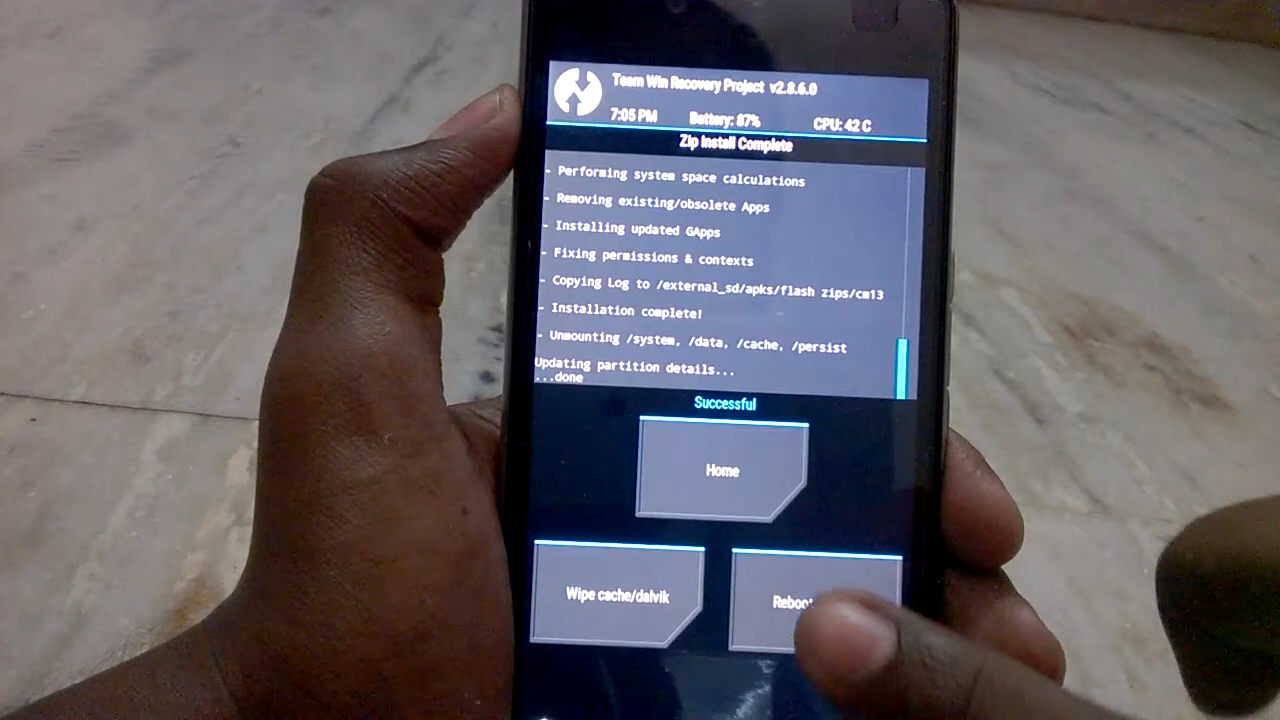 Team Win Recovery Project v2.8.6.0
7:05 PM Battery: 87% CPU: 42 C
Zip Install Complete
- Performing system space calculations
- Removing existing/obsolete Apps
- Installing updated GApps
- Fixing permissions & contexts
- Copying Log to /external_sd/apks/flash zips/cm13
- Installation complete!
- Unmounting /system, /data, /cache, /persist
Updating partition details...
...done
Successful
Home
Wipe cache/dalvik
Reboot